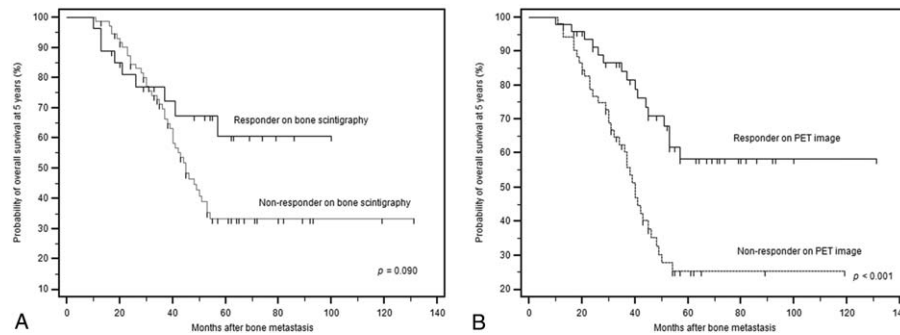 100
90
80
70
60
50
40
30
20
10
Probability of overall survival at 5 years (%)
Responder on bone scintigraphy
Non-responder on bone scintigraphy
p = 0.090
0 20 40 60 80 100 120 140
Months after bone metastasis
A
100
90
80
70
60
50
40
30
20
Probability of overall survival at 5 years (%)
Responder on PET image
Non-responder on PET image
p < 0.001
0 20 40 60 80 100 120 140
Months after bone metastasis
B